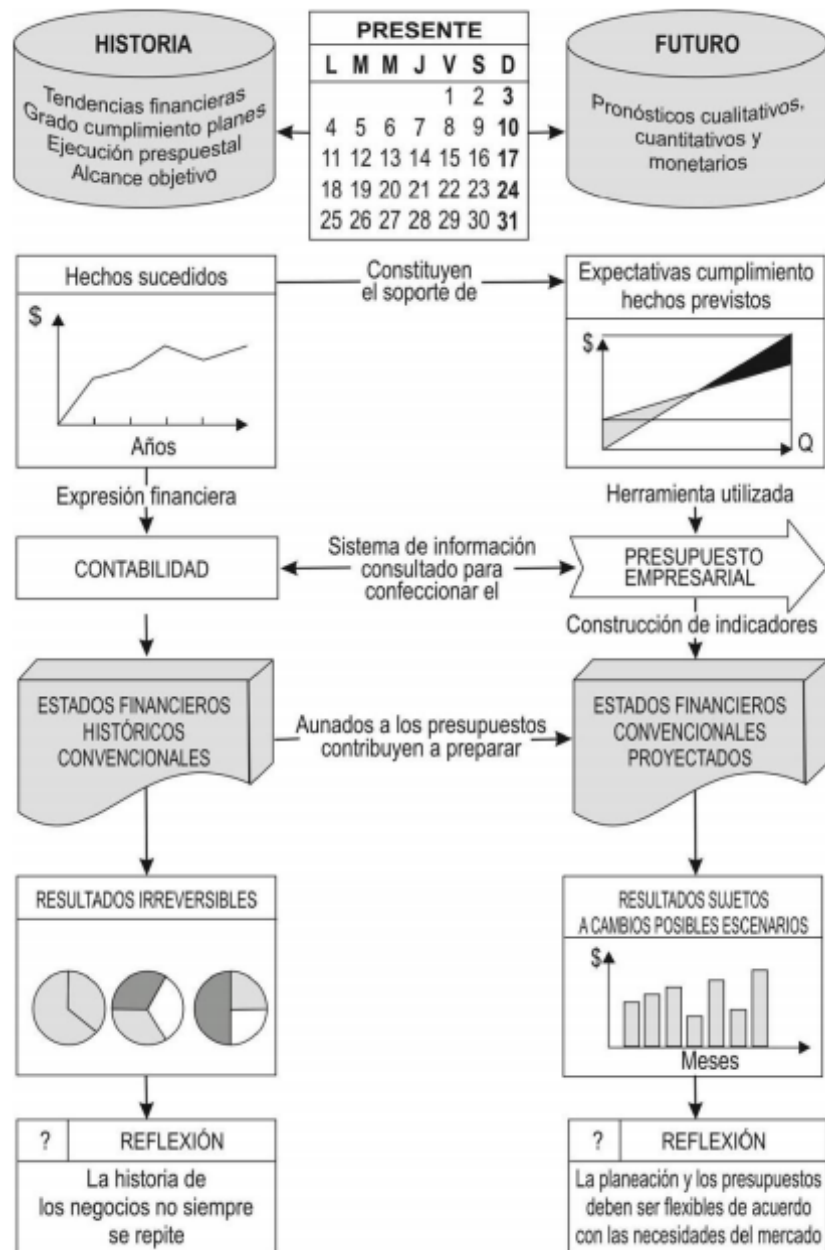 HISTORIA
Tendencias financieras
Grado cumplimiento planes
Ejecución prespuestal
Alcance objetivo
PRESENTE
L M M J V S D
1 2 3
4 5 6 7 8 9 10
11 12 13 14 15 16 17
18 19 20 21 22 23 24
25 26 27 28 29 30 31
FUTURO
Pronósticos cualitativos,
cuantitativos y
monetarios
Hechos sucedidos
$
Años
Constituyen
el soporte de
Expectativas cumplimiento
hechos previstos
$
Q
Expresión financiera
Herramienta utilizada
CONTABILIDAD
Sistema de información
consultado para
confeccionar el
PRESUPUESTO
EMPRESARIAL
Construcción de indicadores
ESTADOS FINANCIEROS
HISTÓRICOS
CONVENCIONALES
Aunados a los presupuestos
contribuyen a preparar
ESTADOS FINANCIEROS
CONVENCIONALES
PROYECTADOS
RESULTADOS IRREVERSIBLES
RESULTADOS SUJETOS
A CAMBIOS POSIBLES ESCENARIOS
$
Meses
? REFLEXIÓN
La historia de
los negocios no siempre
se repite
? REFLEXIÓN
La planeación y los presupuestos
deben ser flexibles de acuerdo
con las necesidades del mercado